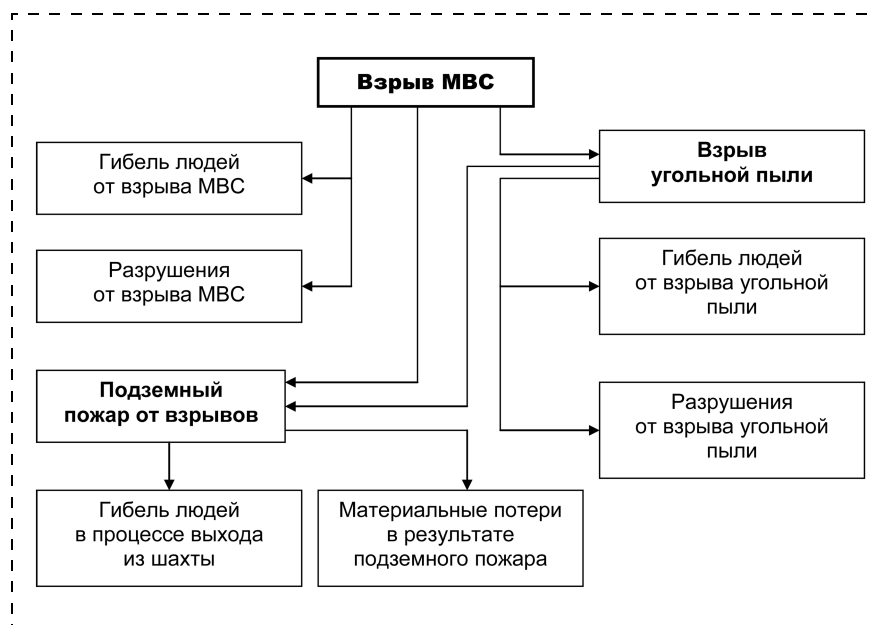 Взрыв МВС
Гибель людей
от взрыва МВС
Взрыв
угольной пыли
Разрушения
от взрыва МВС
Гибель людей
от взрыва угольной
пыли
Подземный
пожар от взрывов
Разрушения
от взрыва угольной
пыли
Гибель людей
в процессе выхода
из шахты
Материальные потери
в результате
подземного пожара